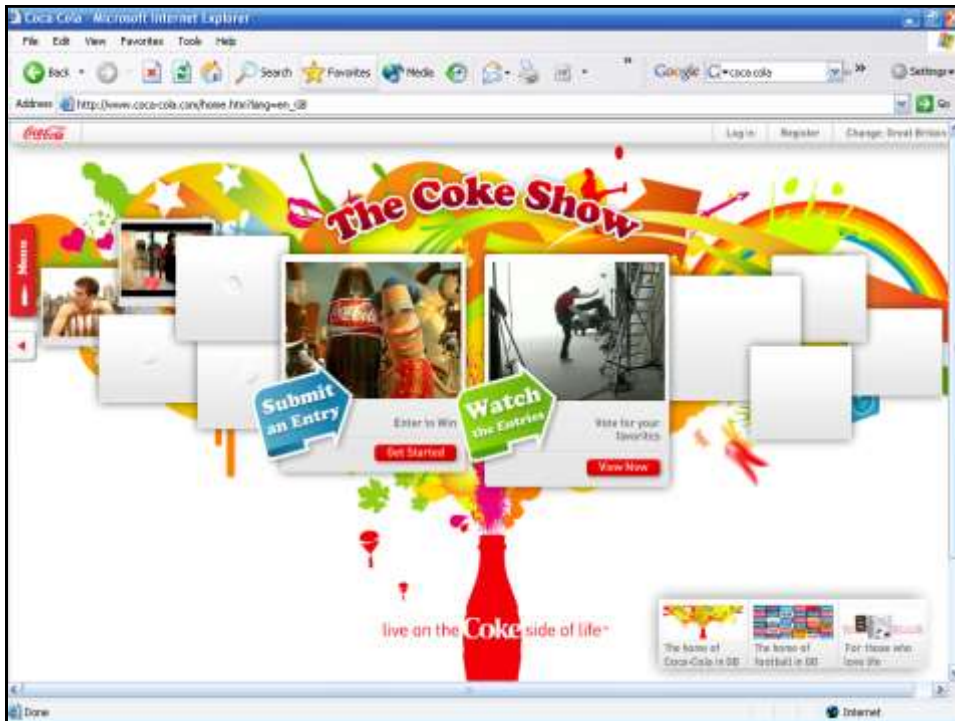 Coca Cola - Microsoft Internet Explorer
File Edit View Favorites Tools Help
Back Search Favorites Media Google coca cola Settings
Address http://www.coca-cola.com/home.htm?lang=en_GB Go
Coca-Cola Log in Register Change: Great Britain
The Coke Show
Menu
Coca-Cola
Submit
an Entry
Enter to Win
Get Started
Watch
the Entries
Vote for your
favorites
View Now
live on the Coke side of life™
The home of
Coca-Cola in GB
The home of
football in GB
For those who
love life
Done Internet